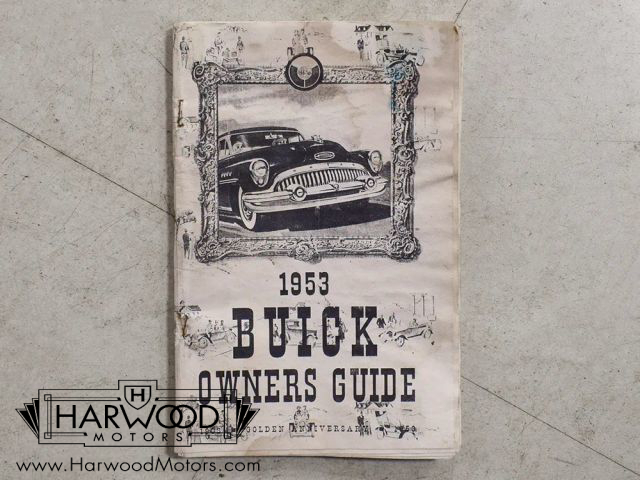 1953
BUICK
OWNERS GUIDE
GOLDEN ANNIVERSARY
H
HARWOOD
MOTORS
www.HarwoodMotors.com